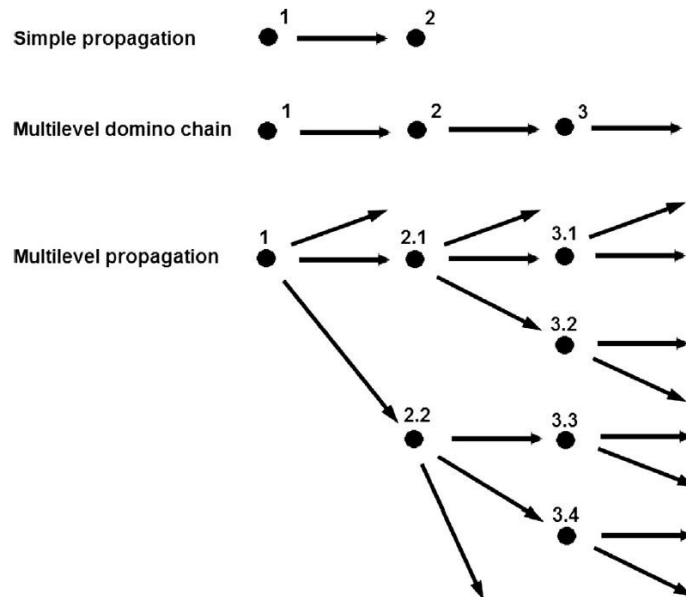 Simple propagation 1 2
Multilevel domino chain 1 2 3
Multilevel propagation 1 2.1 3.1
3.2
2.2 3.3
3.4